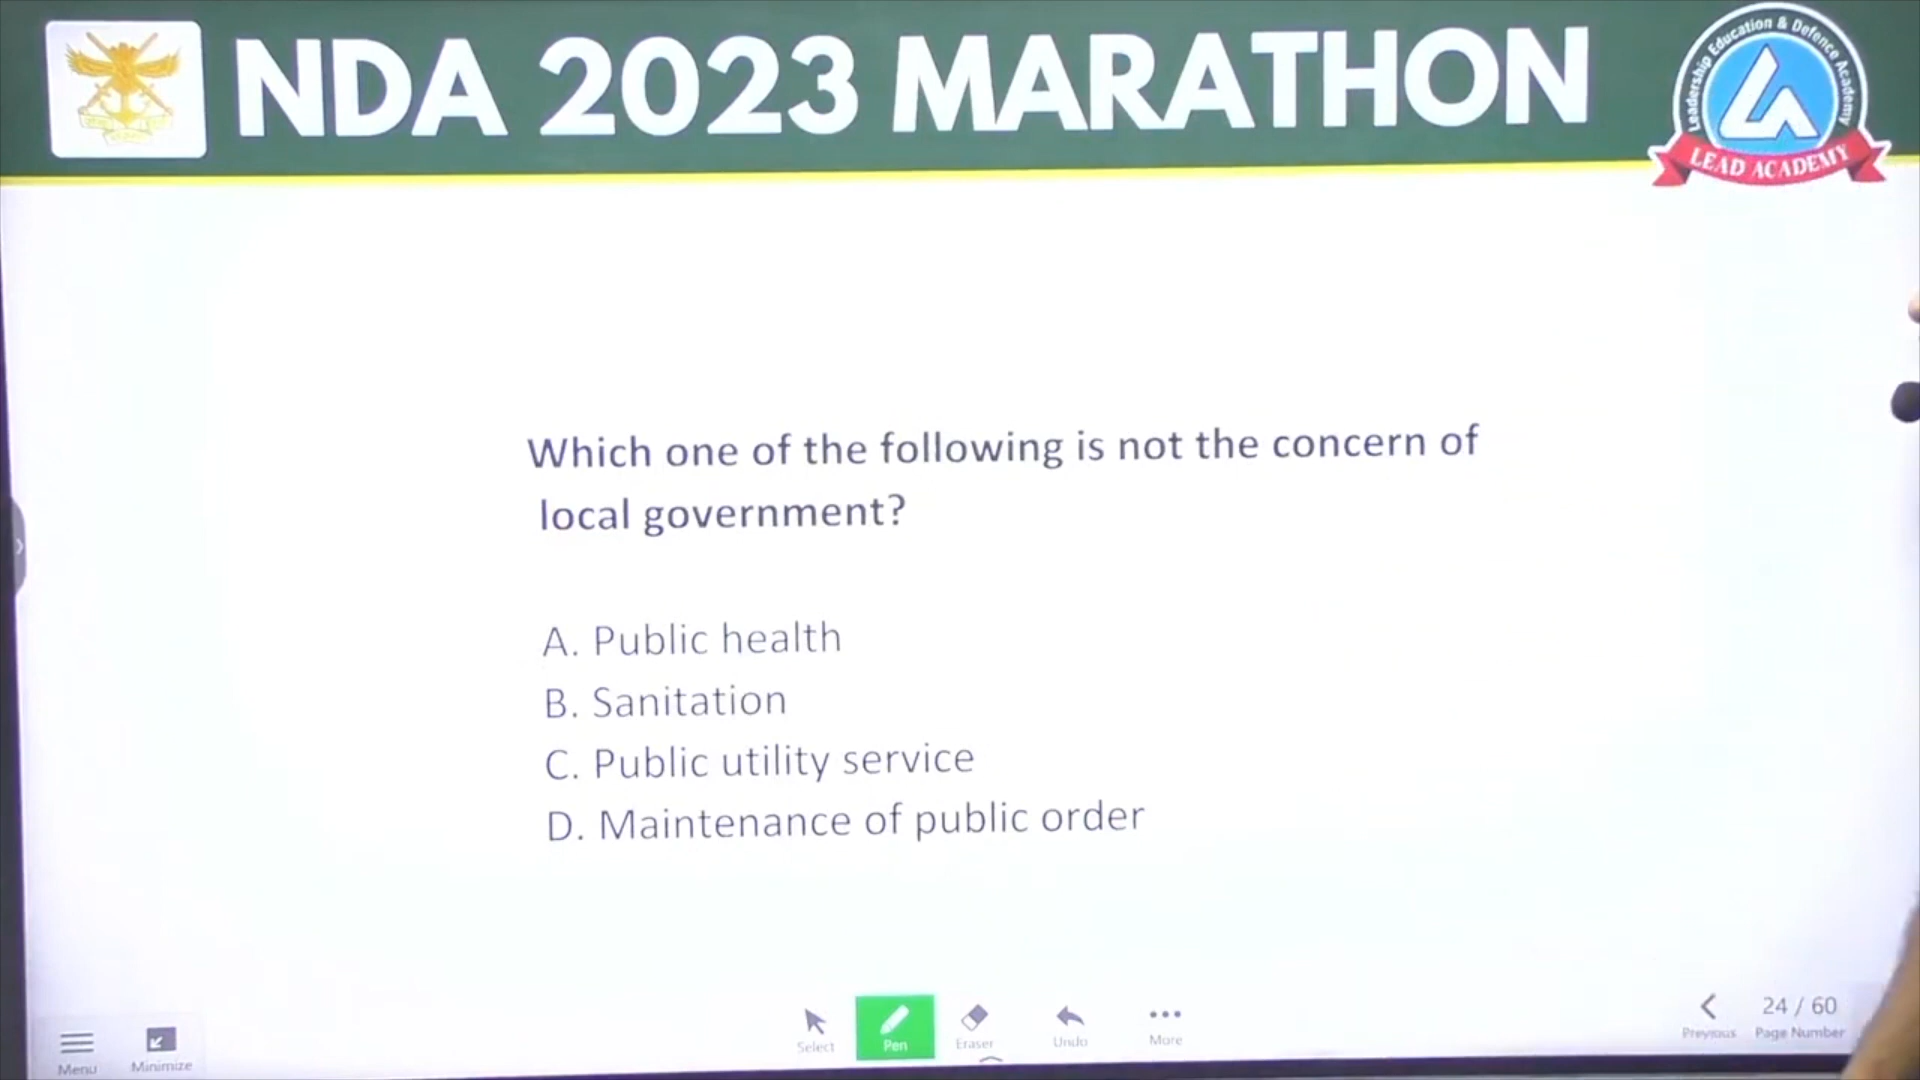 NDA 2023 MARATHON
Leadership Education & Defence Academy
LEAD ACADEMY
Which one of the following is not the concern of
local government?
A. Public health
B. Sanitation
C. Public utility service
D. Maintenance of public order
Menu
Minimize
Select
Pen
Eraser
Undo
More
Previous
24 / 60
Page Number